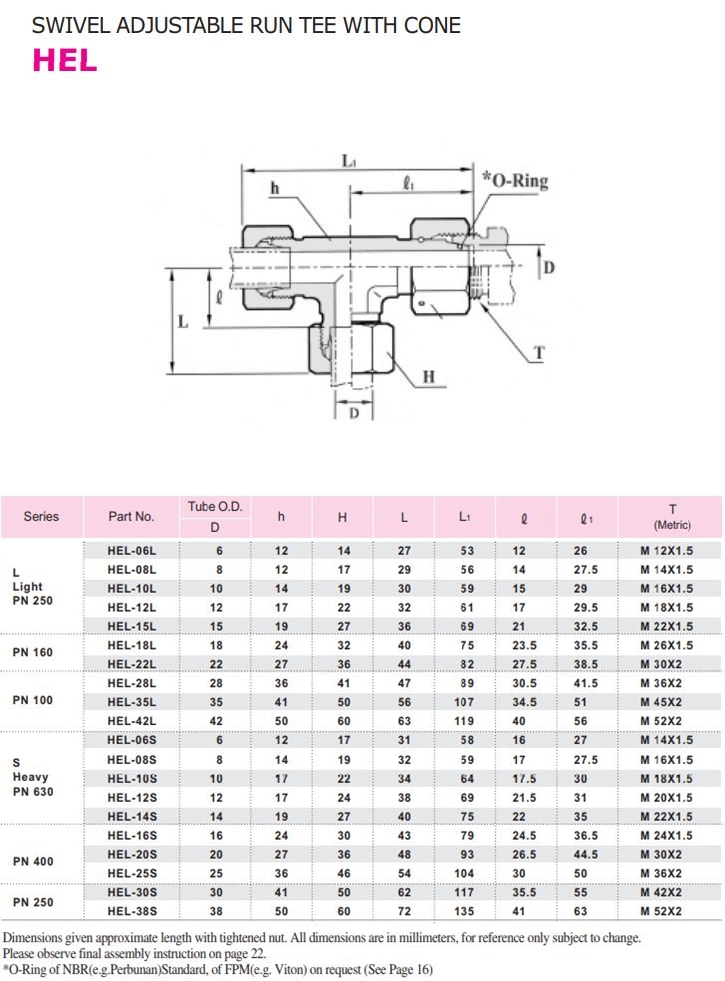 SWIVEL ADJUSTABLE RUN TEE WITH CONE
HEL
L1
h
ℓ1
*O-Ring
D
ℓ
L
T
H
D
Series Part No. Tube O.D. D h H L L1 ℓ ℓ1 T (Metric)
L Light PN 250
HEL-06L 6 12 14 27 53 12 26 M 12X1.5
HEL-08L 8 12 17 29 56 14 27.5 M 14X1.5
HEL-10L 10 14 19 30 59 15 29 M 16X1.5
HEL-12L 12 17 22 32 61 17 29.5 M 18X1.5
HEL-15L 15 19 27 36 69 21 32.5 M 22X1.5
PN 160
HEL-18L 18 24 32 40 75 23.5 35.5 M 26X1.5
HEL-22L 22 27 36 44 82 27.5 38.5 M 30X2
PN 100
HEL-28L 28 36 41 47 89 30.5 41.5 M 36X2
HEL-35L 35 41 50 56 107 34.5 51 M 45X2
HEL-42L 42 50 60 63 119 40 56 M 52X2
S Heavy PN 630
HEL-06S 6 12 17 31 58 16 27 M 14X1.5
HEL-08S 8 14 19 32 59 17 27.5 M 16X1.5
HEL-10S 10 17 22 34 64 17.5 30 M 18X1.5
HEL-12S 12 17 24 38 69 21.5 31 M 20X1.5
HEL-14S 14 19 27 40 75 22 35 M 22X1.5
PN 400
HEL-16S 16 24 30 43 79 24.5 36.5 M 24X1.5
HEL-20S 20 27 36 48 93 26.5 44.5 M 30X2
HEL-25S 25 36 46 54 104 30 50 M 36X2
PN 250
HEL-30S 30 41 50 62 117 35.5 55 M 42X2
HEL-38S 38 50 60 72 135 41 63 M 52X2
Dimensions given approximate length with tightened nut. All dimensions are in millimeters, for reference only subject to change.
Please observe final assembly instruction on page 22.
*O-Ring of NBR(e.g.Perbunan)Standard, of FPM(e.g. Viton) on request (See Page 16)